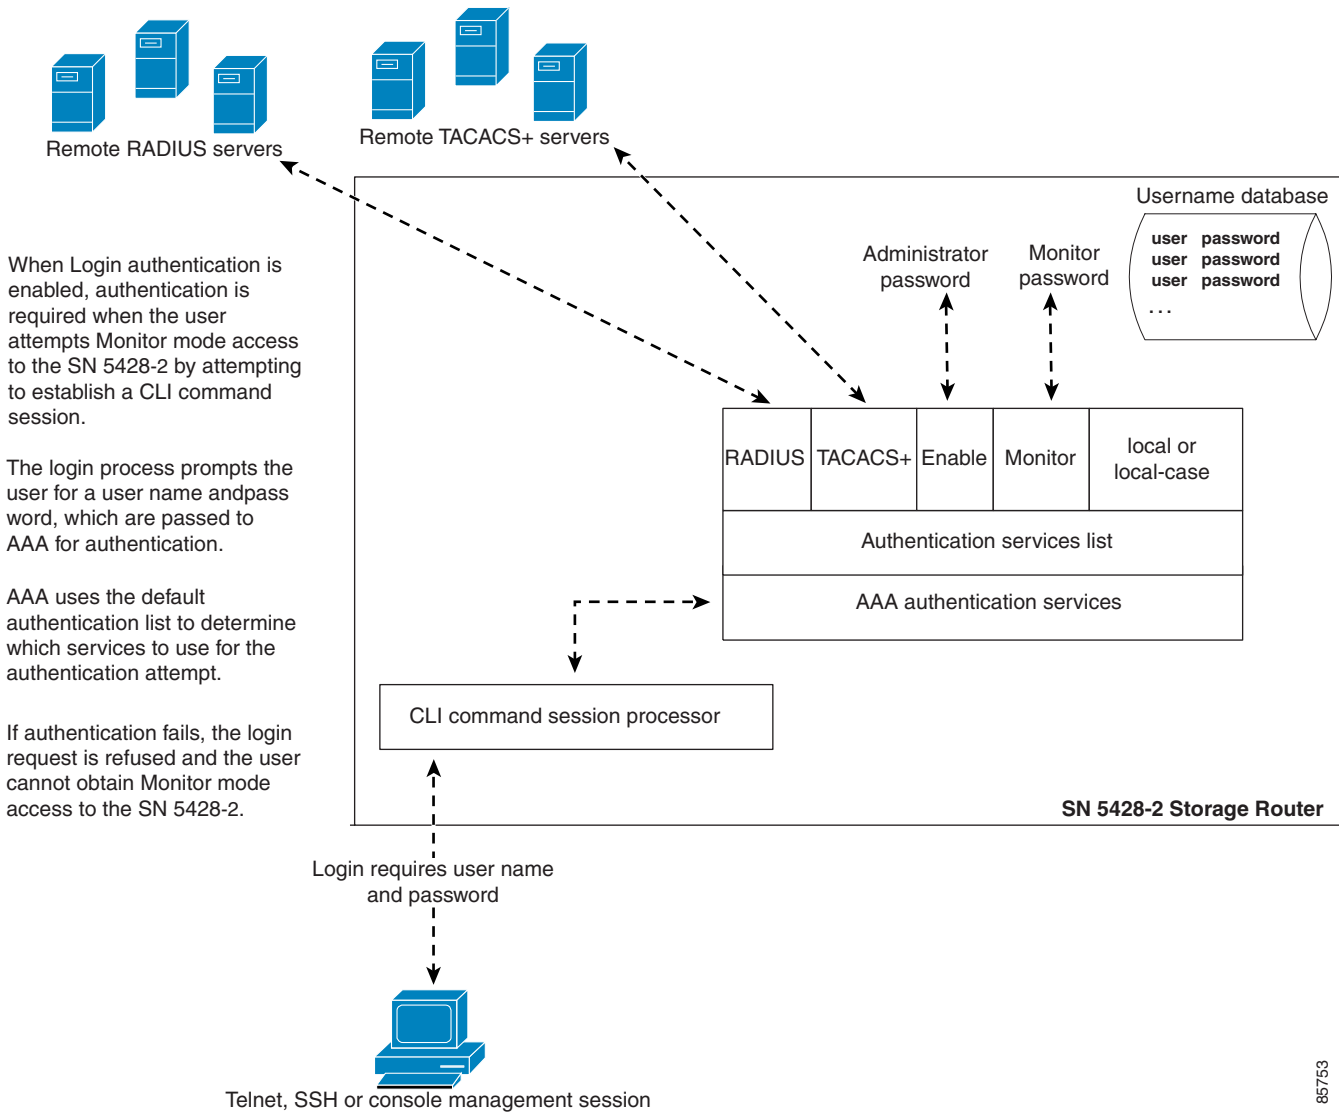 Remote RADIUS servers
Remote TACACS+ servers
When Login authentication is
enabled, authentication is
required when the user
attempts Monitor mode access
to the SN 5428-2 by attempting
to establish a CLI command
session.
The login process prompts the
user for a user name andpass
word, which are passed to
AAA for authentication.
AAA uses the default
authentication list to determine
which services to use for the
authentication attempt.
If authentication fails, the login
request is refused and the user
cannot obtain Monitor mode
access to the SN 5428-2.
Username database
user password
user password
user password
...
Administrator
password
Monitor
password
RADIUS
TACACS+
Enable
Monitor
local or
local-case
Authentication services list
AAA authentication services
CLI command session processor
SN 5428-2 Storage Router
Login requires user name
and password
Telnet, SSH or console management session
85753